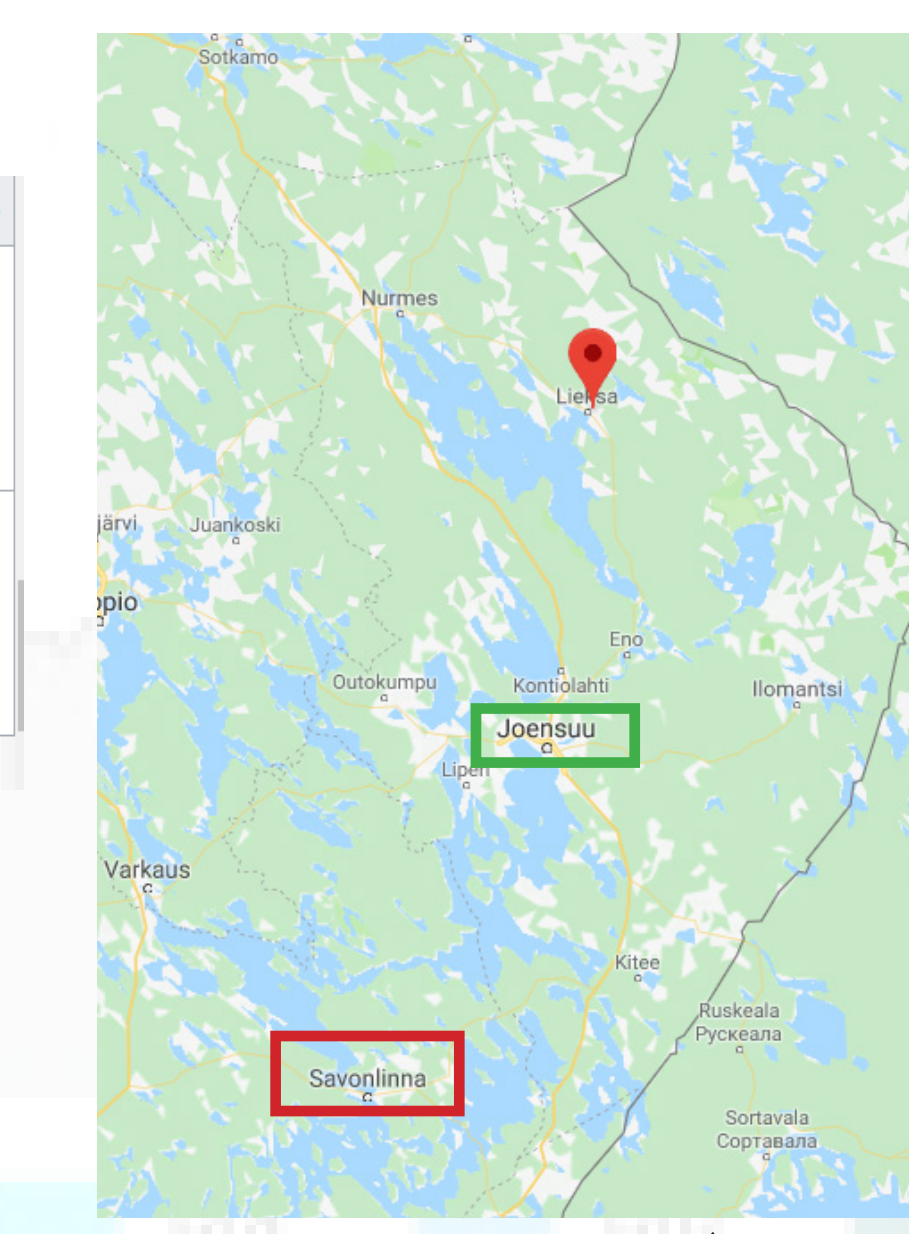 Sotkamo
Nurmes
Lieksa
järvi
Juankoski
opio
Eno
Outokumpu
Kontiolahti
Ilomantsi
Joensuu
Liperi
Varkaus
Kitee
Ruskeala
Рускеала
Savonlinna
Sortavala
Сортавала